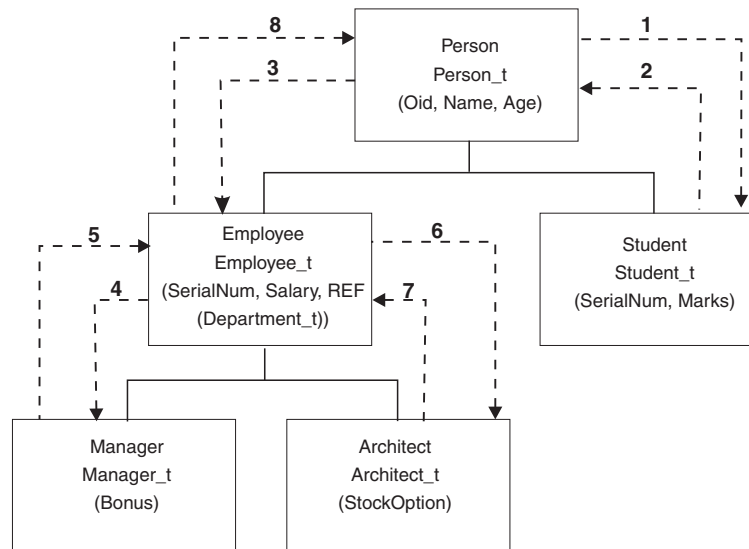 8
1
Person
3
2
Person_t
(Oid, Name, Age)
5
Employee
6
Student
Employee_t
Student_t
4
(SerialNum, Salary, REF
7
(SerialNum, Marks)
(Department_t))
Manager
Architect
Manager_t
Architect_t
(Bonus)
(StockOption)